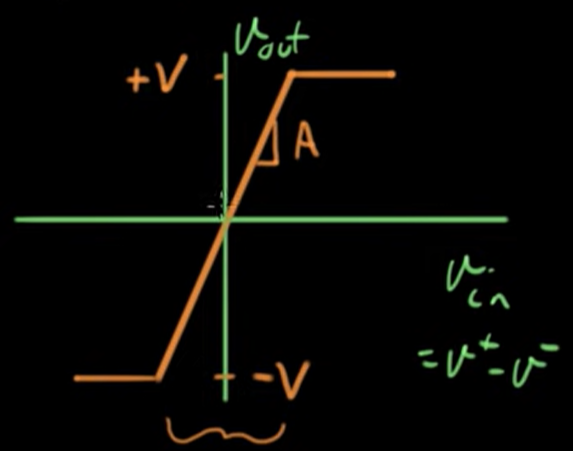 v_out
+V
A
v_in
= v⁺ - v⁻
-V